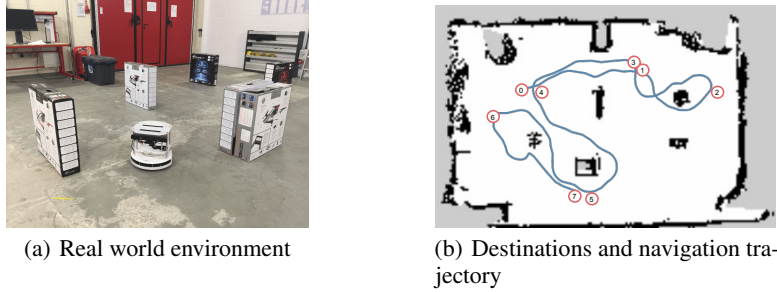 3
1
0
4
2
6
7
5
(a) Real world environment
(b) Destinations and navigation tra-
jectory